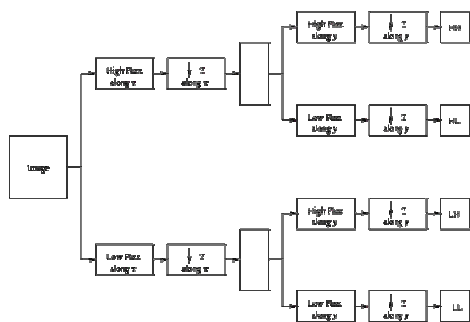 High Pass
along y
↓ 2
along y
HH
High Pass
along x
↓ 2
along x
Low Pass
along y
↓ 2
along y
HL
Image
High Pass
along y
↓ 2
along y
LH
Low Pass
along x
↓ 2
along x
Low Pass
along y
↓ 2
along y
LL